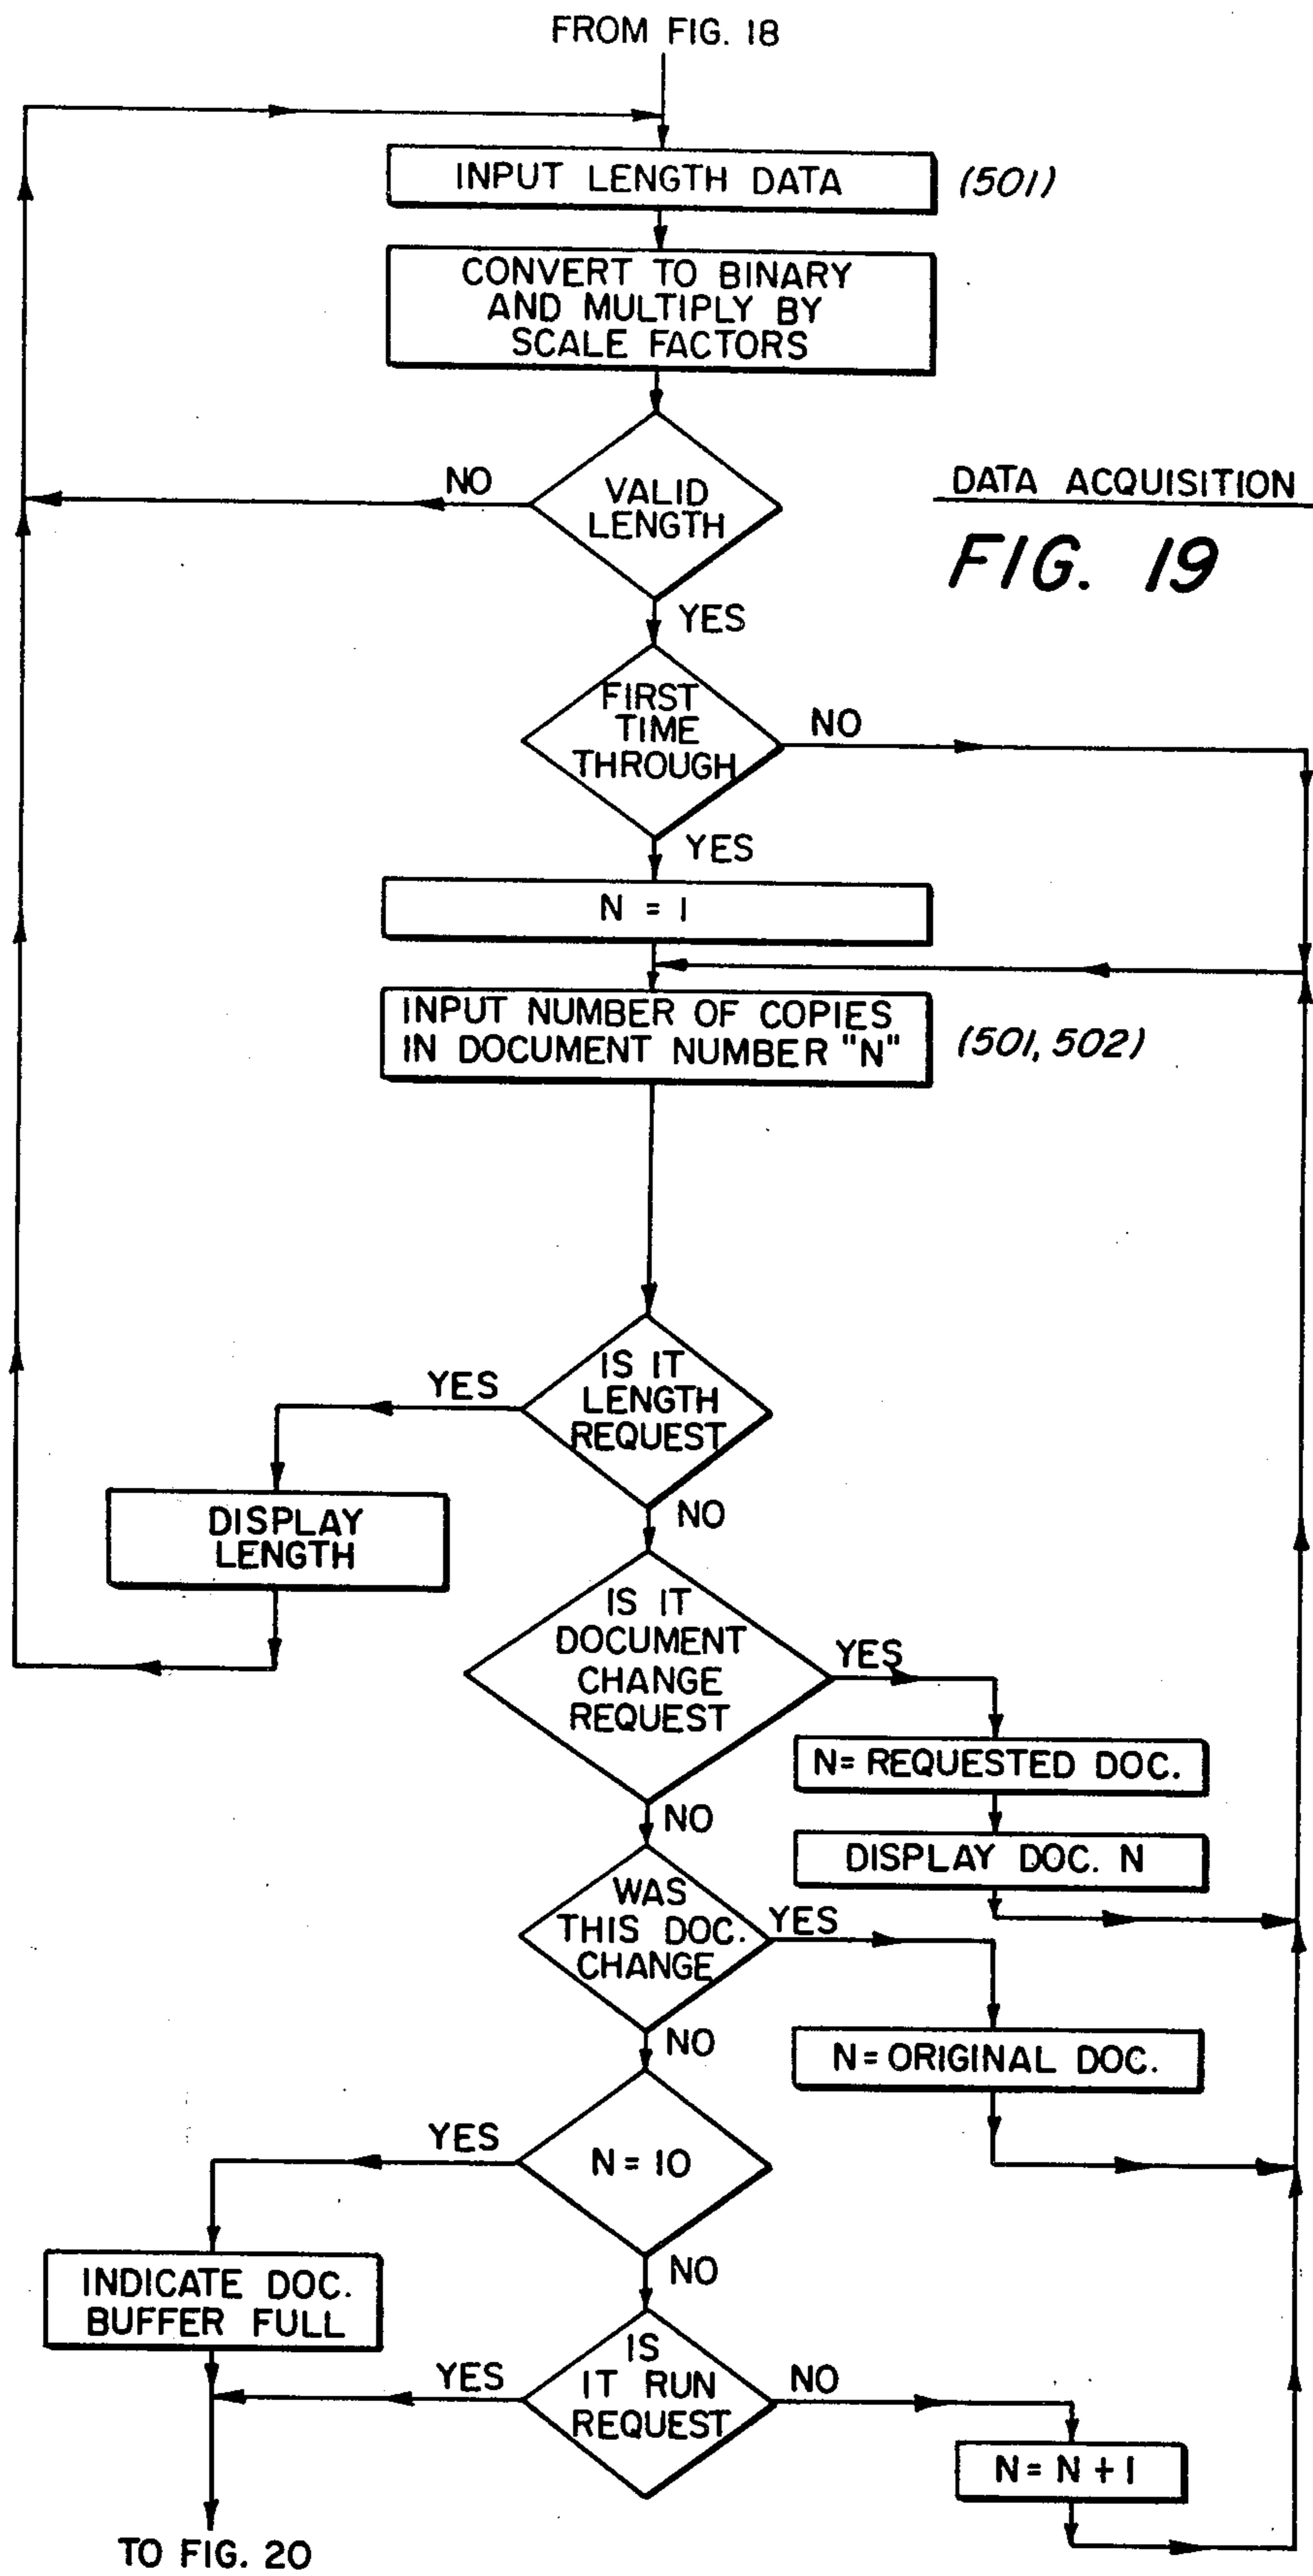 FROM FIG. 18
INPUT LENGTH DATA (501)
CONVERT TO BINARY
AND MULTIPLY BY
SCALE FACTORS
NO
VALID
LENGTH
DATA ACQUISITION
FIG. 19
YES
FIRST
TIME
THROUGH
NO
YES
N = 1
INPUT NUMBER OF COPIES
IN DOCUMENT NUMBER "N"
(501, 502)
IS IT
LENGTH
REQUEST
YES
DISPLAY
LENGTH
NO
IS IT
DOCUMENT
CHANGE
REQUEST
YES
N= REQUESTED DOC.
DISPLAY DOC. N
NO
WAS
THIS DOC.
CHANGE
YES
N= ORIGINAL DOC.
NO
N = 10
YES
INDICATE DOC.
BUFFER FULL
NO
IS
IT RUN
REQUEST
YES
NO
N= N + 1
TO FIG. 20